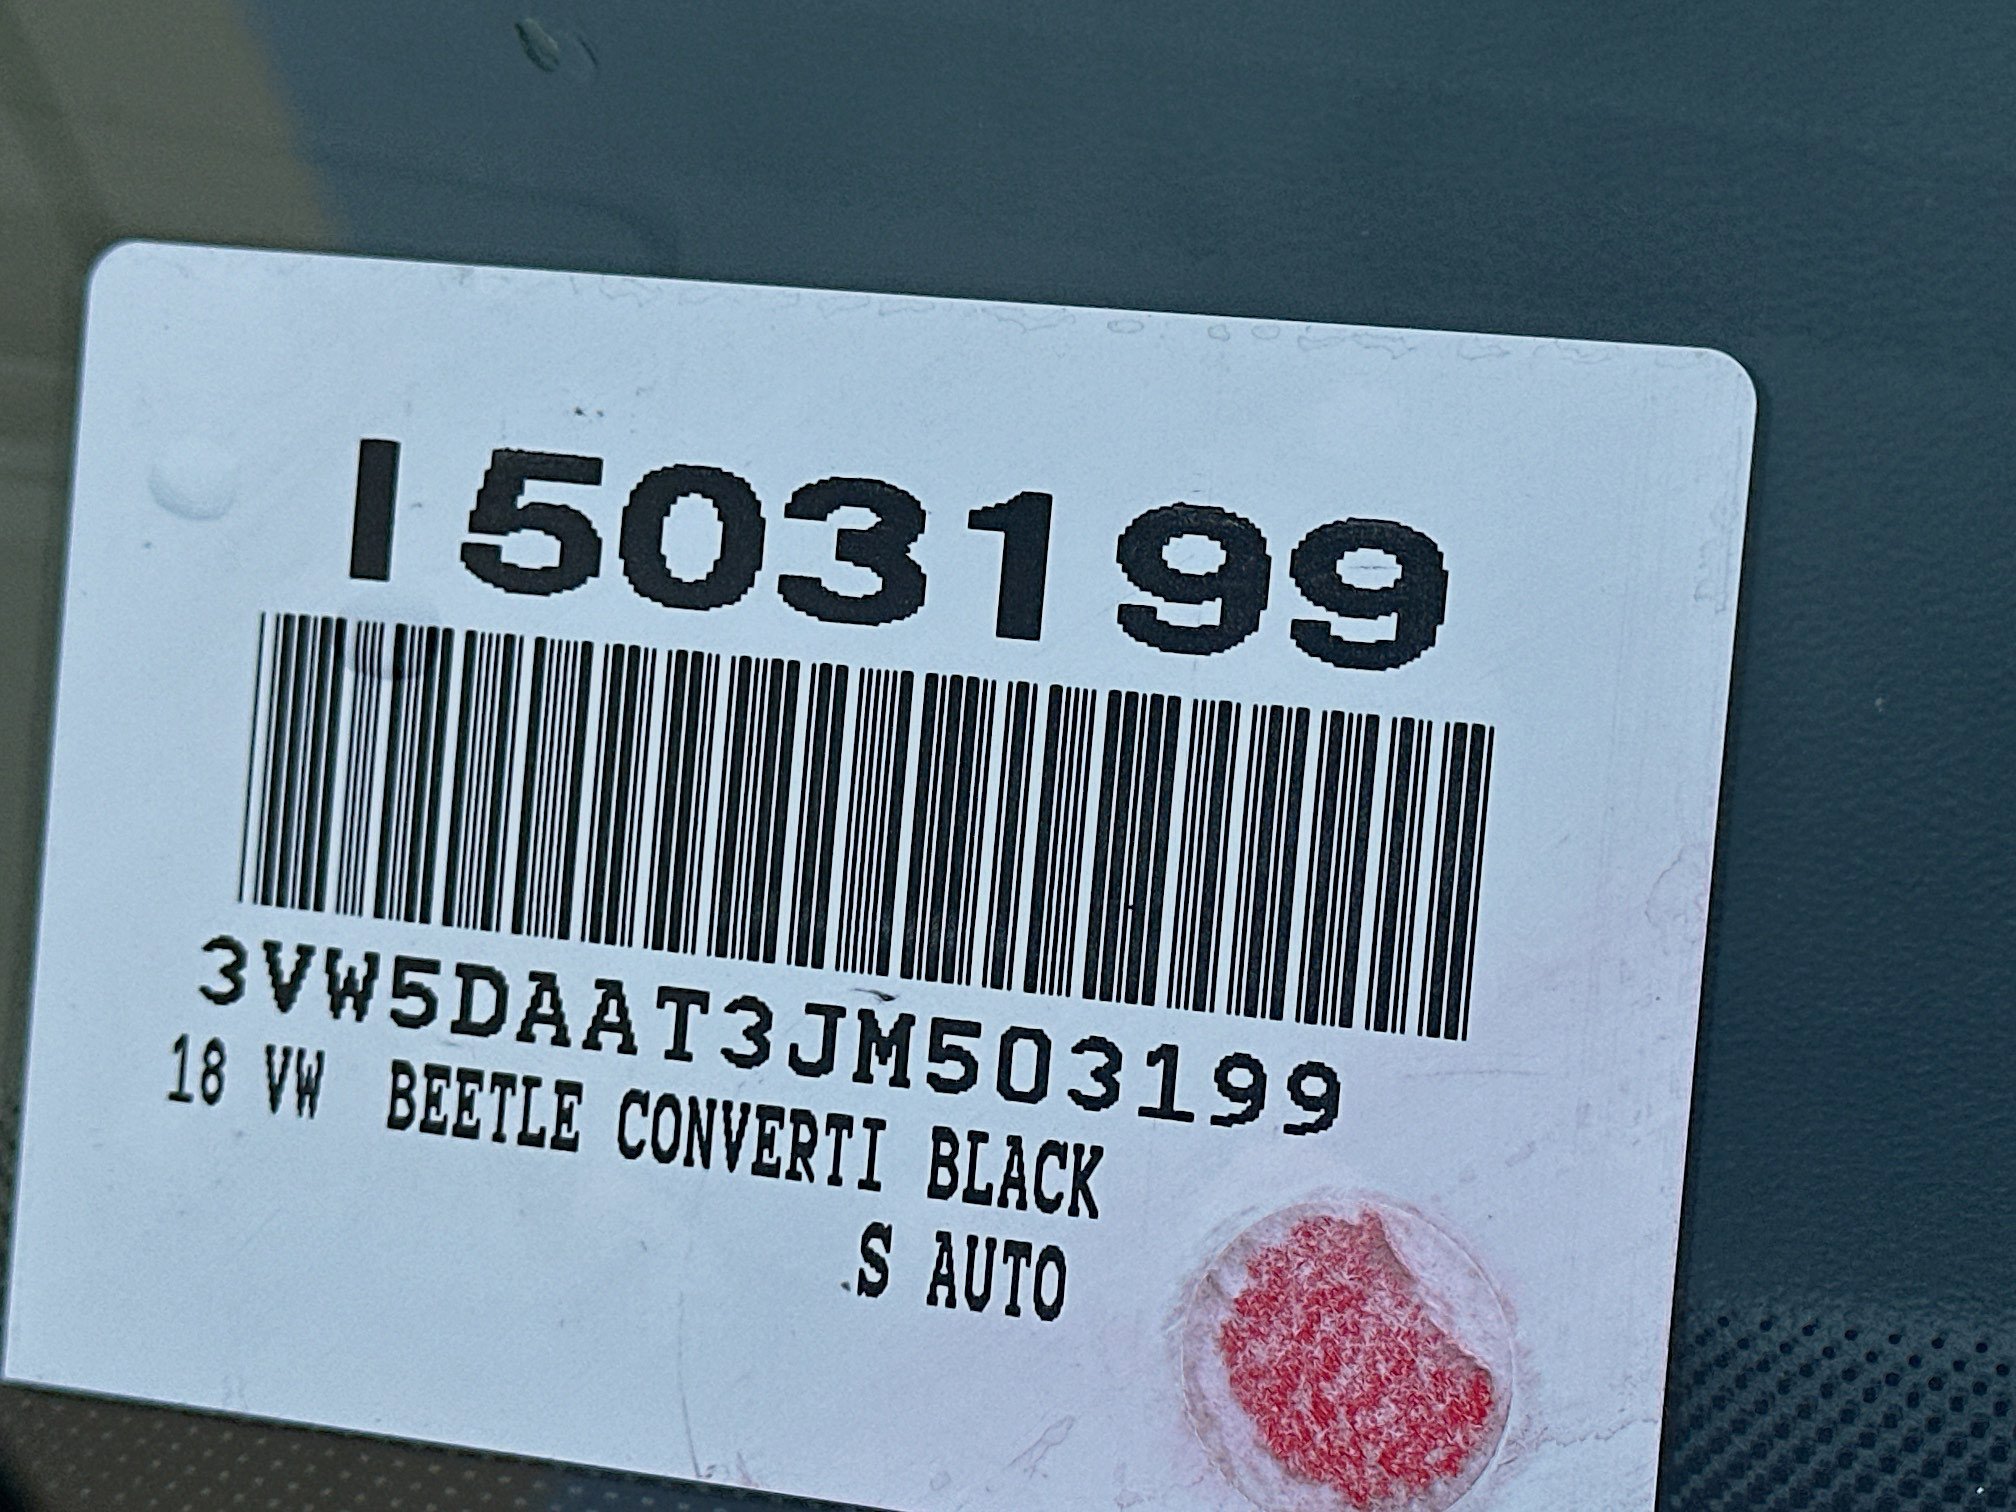 I503199
3VW5DAAT3JM503199
18 VW BEETLE CONVERTI BLACK
S AUTO